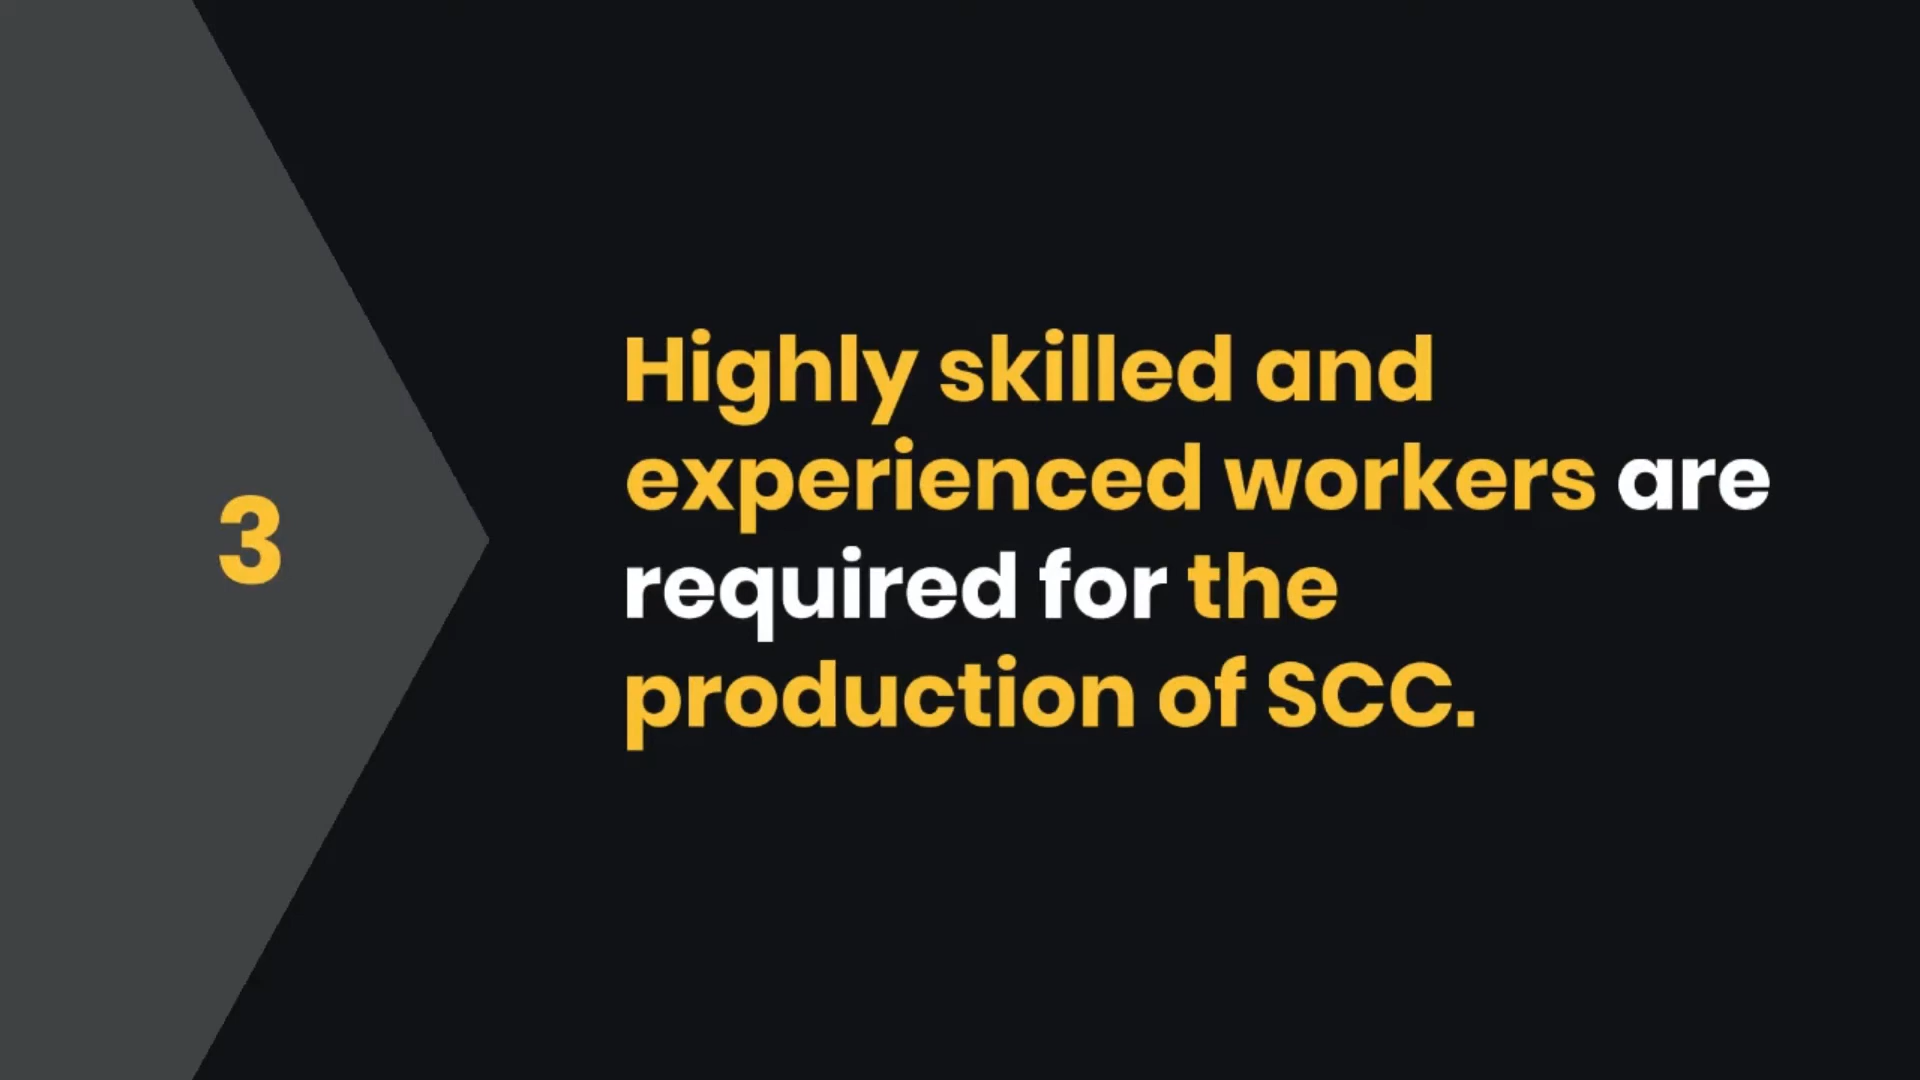 3
Highly skilled and
experienced workers are
required for the
production of SCC.